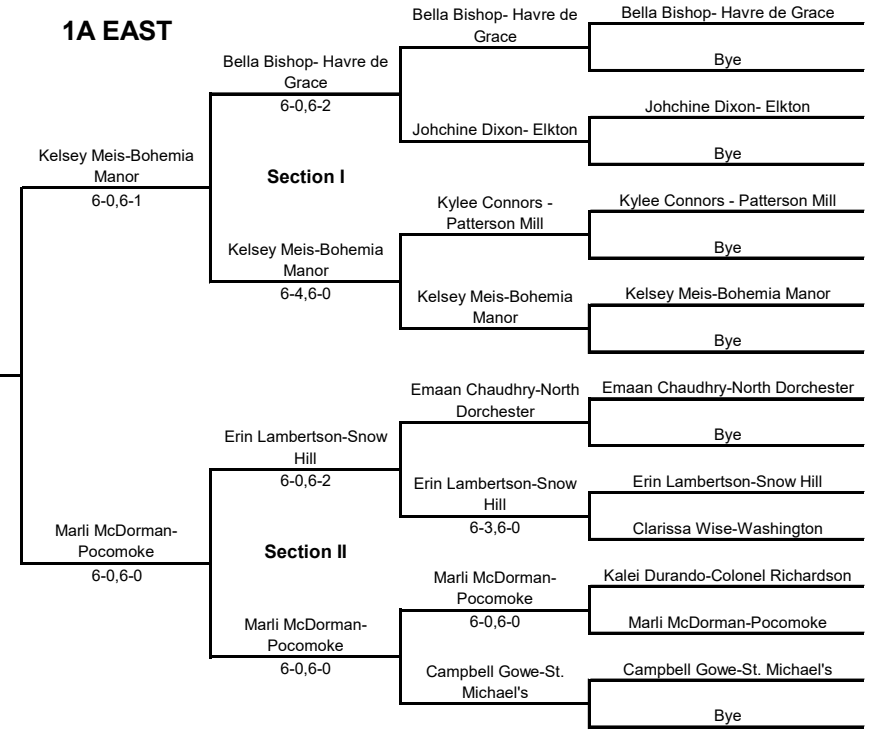 1A EAST
Bella Bishop- Havre de
Grace
Bella Bishop- Havre de Grace
Bye
Bella Bishop- Havre de
Grace
6-0,6-2
Johchine Dixon- Elkton
Johchine Dixon- Elkton
Bye
Kelsey Meis-Bohemia
Manor
6-0,6-1
Section I
Kylee Connors -
Patterson Mill
Kylee Connors - Patterson Mill
Bye
Kelsey Meis-Bohemia
Manor
6-4,6-0
Kelsey Meis-Bohemia
Manor
Kelsey Meis-Bohemia Manor
Bye
Emaan Chaudhry-North
Dorchester
Emaan Chaudhry-North Dorchester
Bye
Erin Lambertson-Snow
Hill
6-0,6-2
Erin Lambertson-Snow
Hill
6-3,6-0
Erin Lambertson-Snow Hill
Clarissa Wise-Washington
Marli McDorman-
Pocomoke
6-0,6-0
Section II
Marli McDorman-
Pocomoke
6-0,6-0
Kalei Durando-Colonel Richardson
Marli McDorman-Pocomoke
Marli McDorman-
Pocomoke
6-0,6-0
Campbell Gowe-St.
Michael's
Campbell Gowe-St. Michael's
Bye